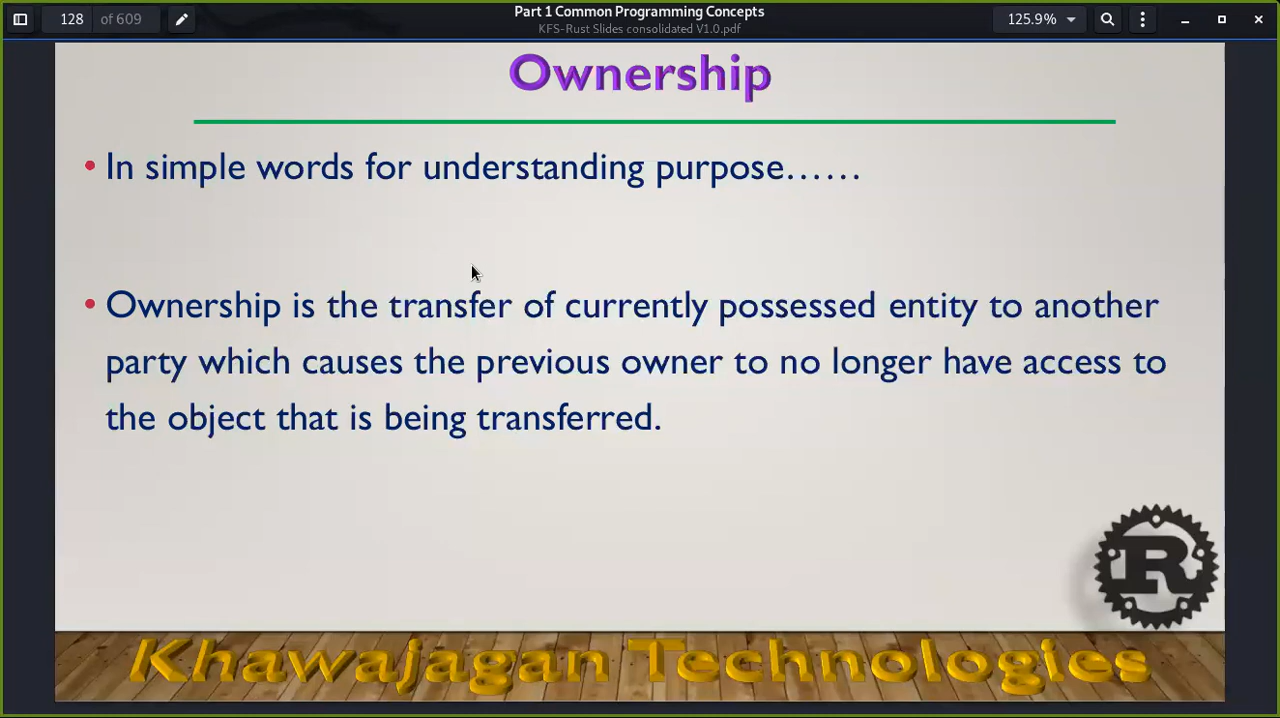 128 of 609
Part 1 Common Programming Concepts
KFS-Rust Slides consolidated V1.0.pdf
125.9%
Ownership
• In simple words for understanding purpose……
• Ownership is the transfer of currently possessed entity to another
party which causes the previous owner to no longer have access to
the object that is being transferred.
R
Khawajagan Technologies